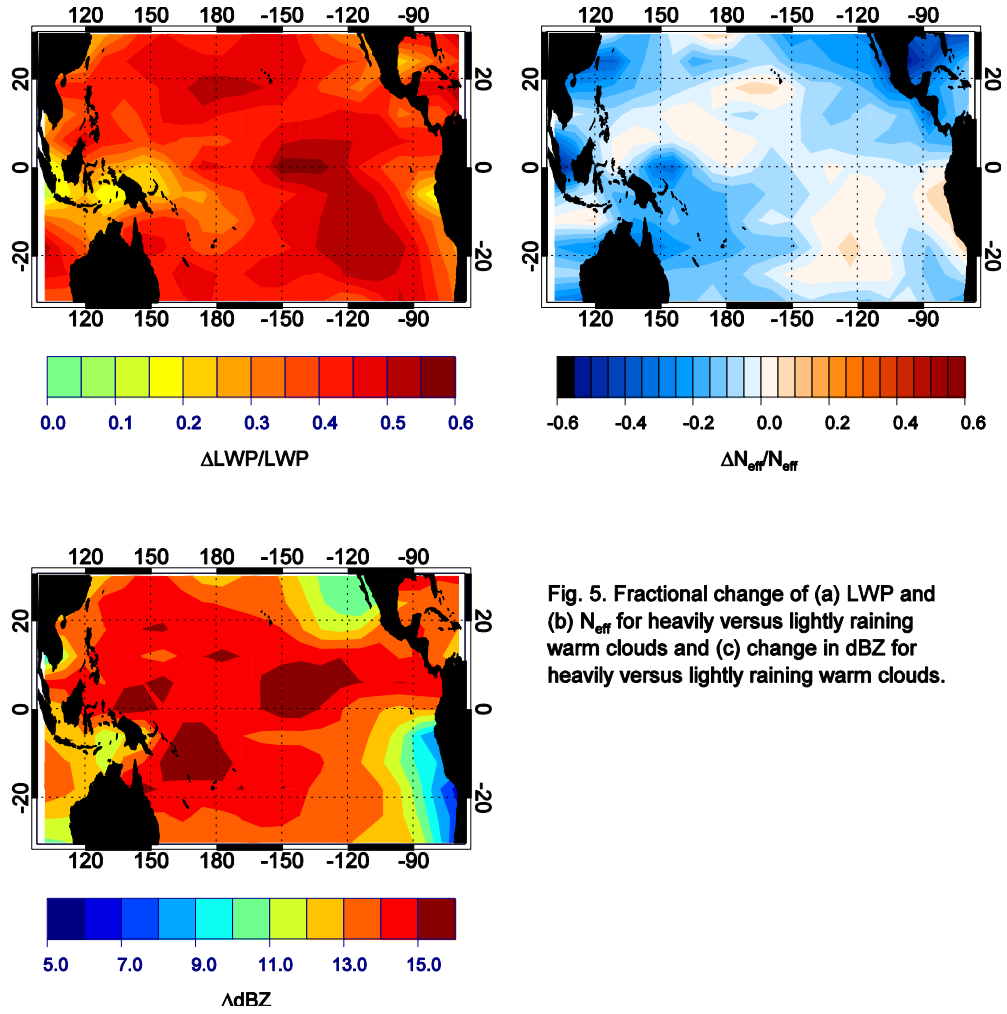 120 150 180 -150 -120 -90
20 20
0 0
-20 -20
120 150 180 -150 -120 -90
0.0 0.1 0.2 0.3 0.4 0.5 0.6
ΔLWP/LWP
120 150 180 -150 -120 -90
20 20
0 0
-20 -20
120 150 180 -150 -120 -90
-0.6 -0.4 -0.2 0.0 0.2 0.4 0.6
ΔNeff/Neff
120 150 180 -150 -120 -90
20 20
0 0
-20 -20
120 150 180 -150 -120 -90
5.0 7.0 9.0 11.0 13.0 15.0
ΔdBZ
Fig. 5. Fractional change of (a) LWP and
(b) Neff for heavily versus lightly raining
warm clouds and (c) change in dBZ for
heavily versus lightly raining warm clouds.